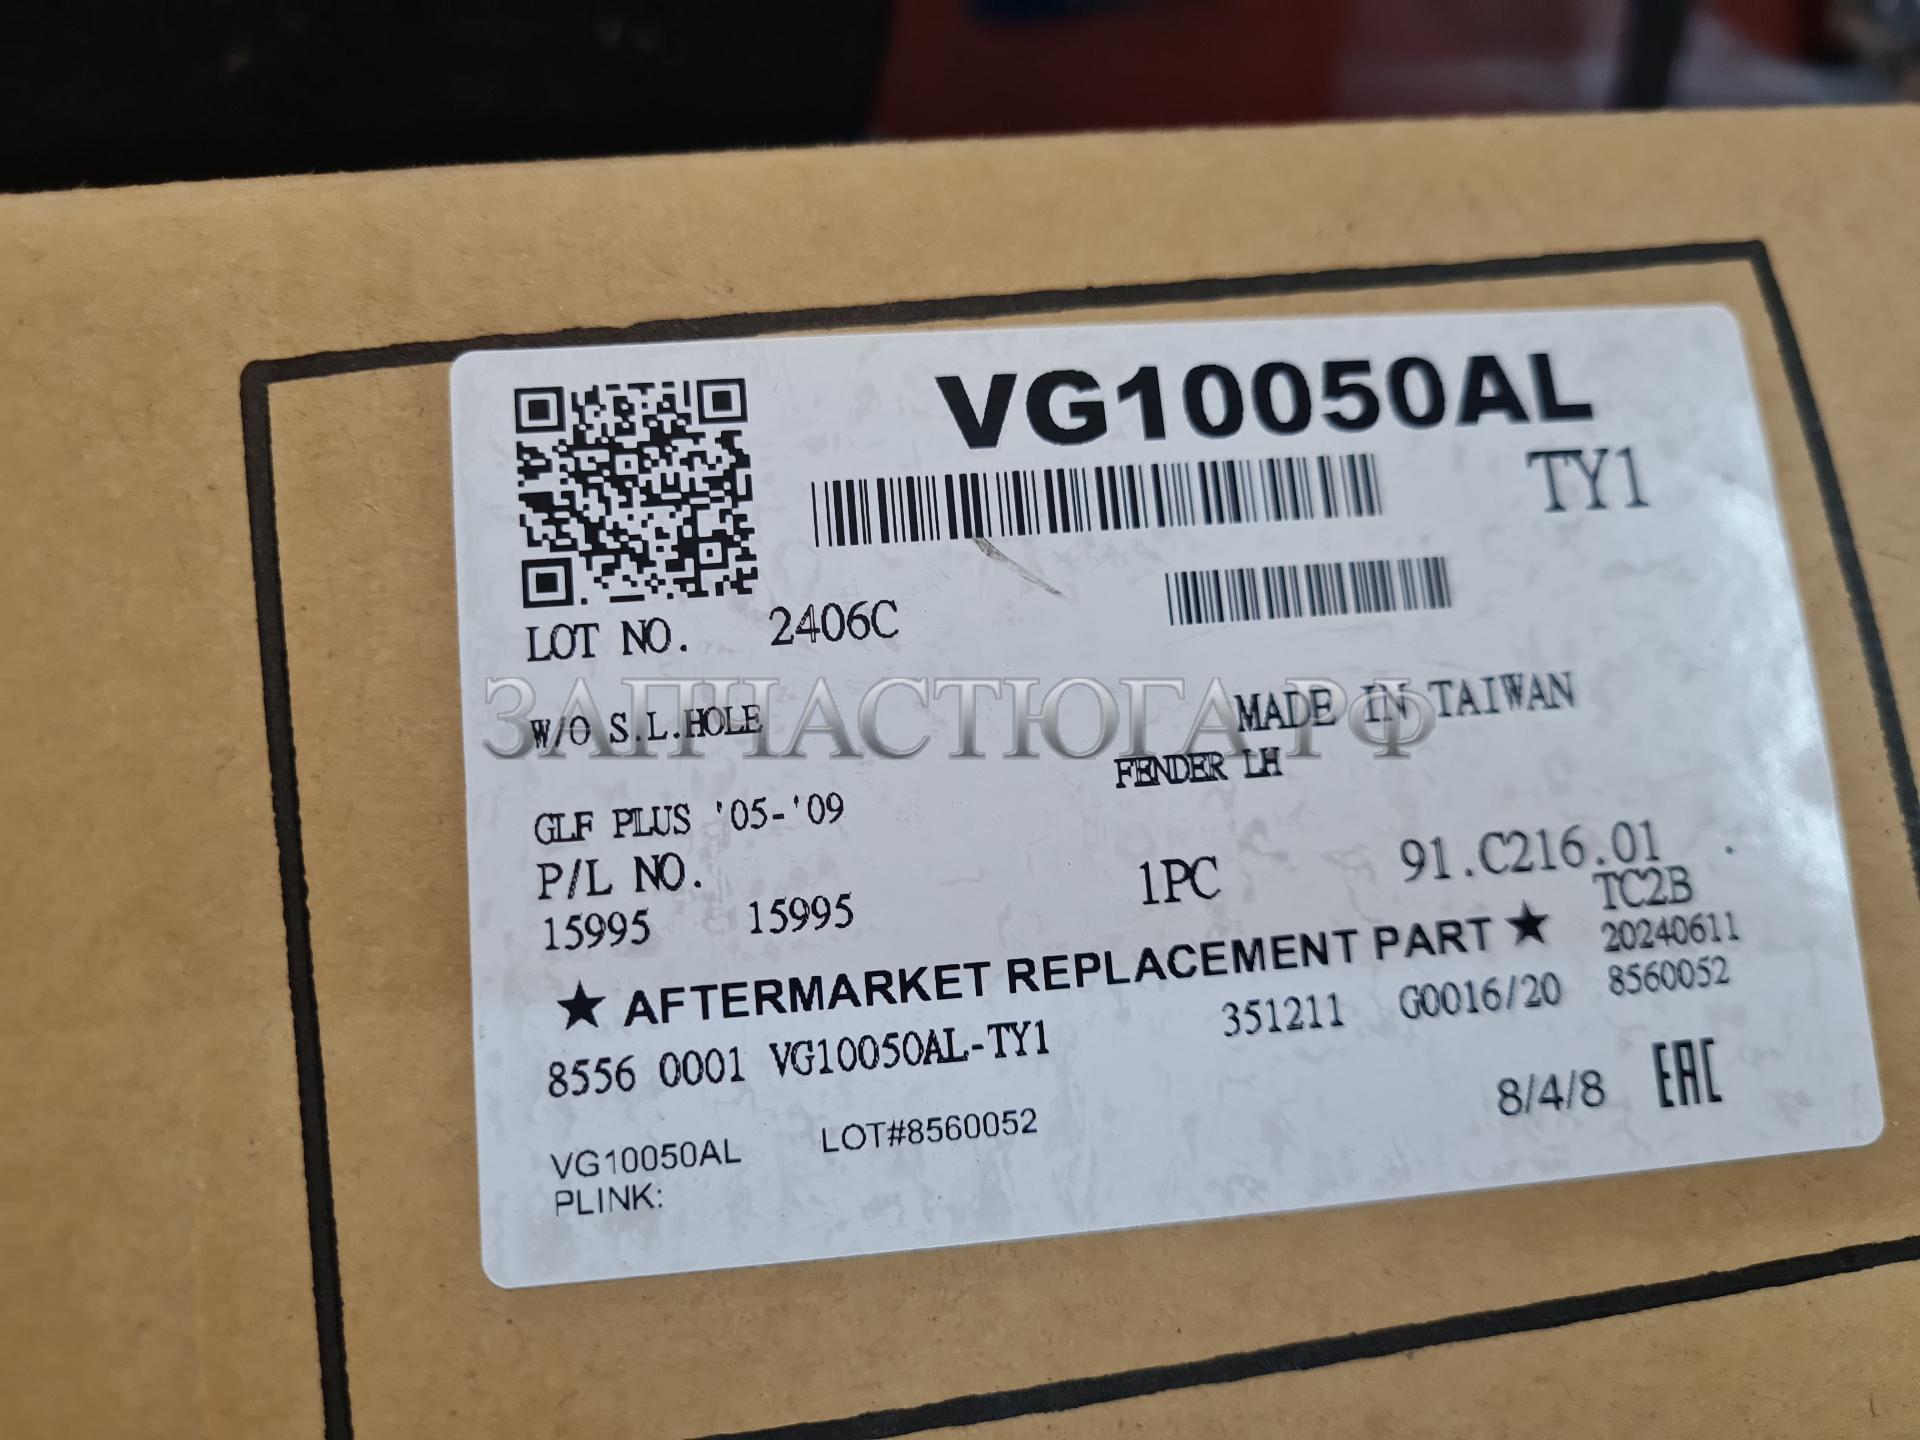 VG10050AL
TY1
LOT NO. 2406C
ЗАПЧАСТЮГА.РФ
W/O S.L.HOLE
MADE IN TAIWAN
FENDER LH
GLF PLUS '05-'09
P/L NO.
1PC 91.C216.01
TC2B
15995 15995
★ AFTERMARKET REPLACEMENT PART ★
20240611
8556 0001 VG10050AL-TY1 351211 G0016/20 8560052
8/4/8 EAC
VG10050AL LOT#8560052
PLINK: